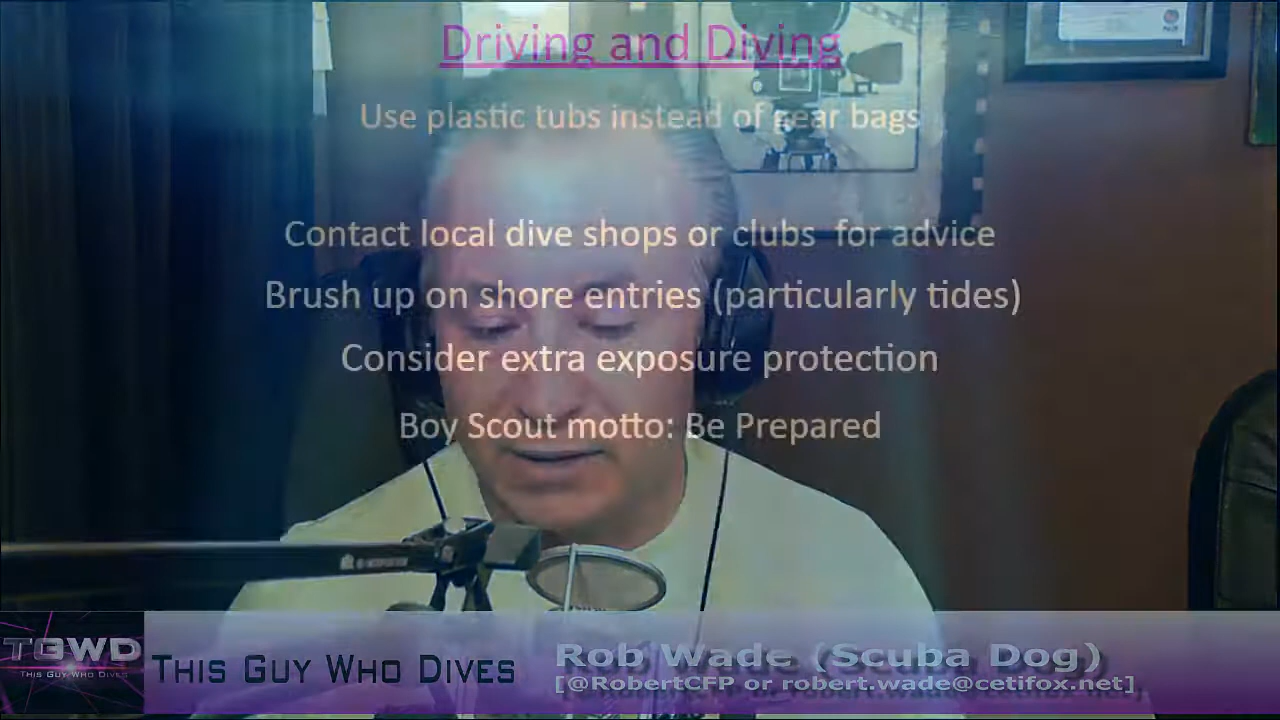 Driving and Diving
Use plastic tubs instead of gear bags
Contact local dive shops or clubs for advice
Brush up on shore entries (particularly tides)
Consider extra exposure protection
Boy Scout motto: Be Prepared
TGWD
THIS GUY WHO DIVES
THIS GUY WHO DIVES
Rob Wade (Scuba Dog)
[@RobertCFP or robert.wade@cetifox.net]